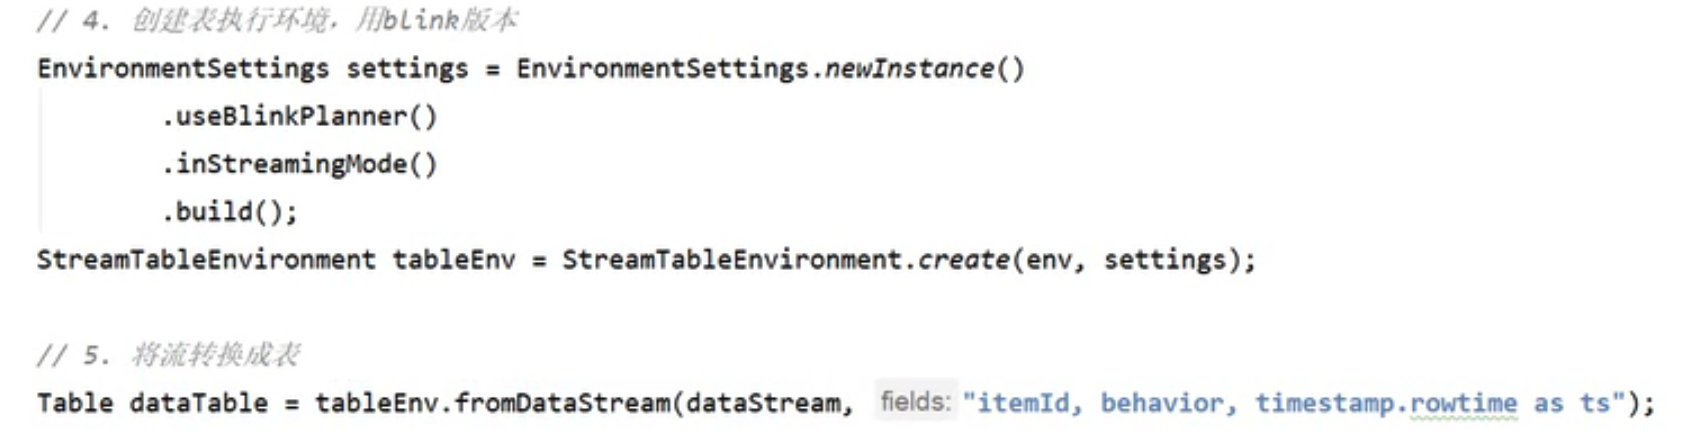 // 4. 创建表执行环境，用blink版本
EnvironmentSettings settings = EnvironmentSettings.newInstance()
.useBlinkPlanner()
.inStreamingMode()
.build();
StreamTableEnvironment tableEnv = StreamTableEnvironment.create(env, settings);
// 5. 将流转换成表
Table dataTable = tableEnv.fromDataStream(dataStream, fields: "itemId, behavior, timestamp.rowtime as ts");